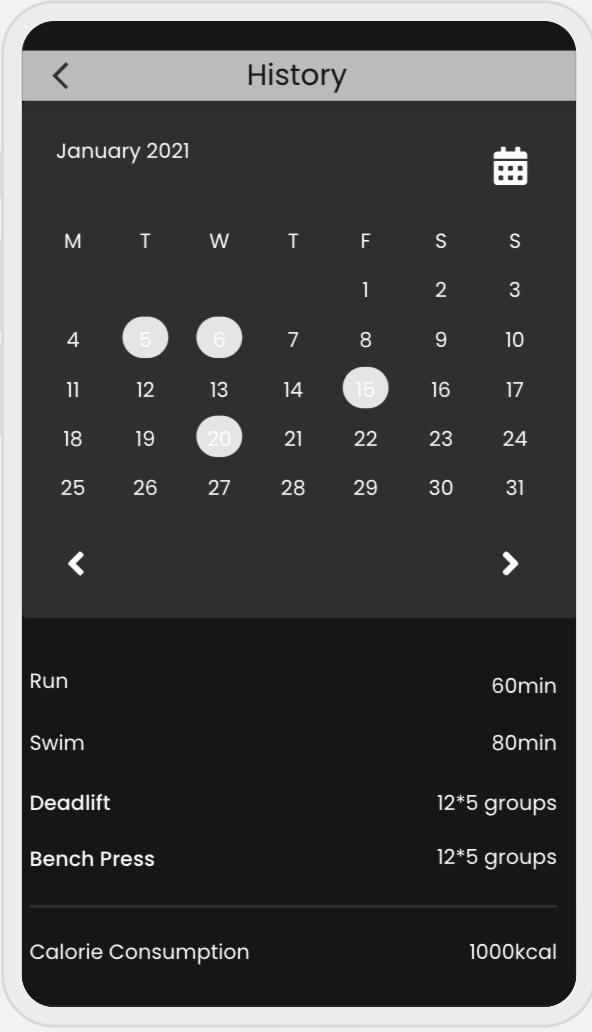 History
January 2021
M T W T F S S
1 2 3
4 5 6 7 8 9 10
11 12 13 14 15 16 17
18 19 20 21 22 23 24
25 26 27 28 29 30 31
Run 60min
Swim 80min
Deadlift 12*5 groups
Bench Press 12*5 groups
Calorie Consumption 1000kcal